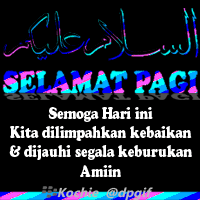 السلام عليكم
SELAMAT PAGI
Semoga Hari ini
Kita dilimpahkan kebaikan
& dijauhi segala keburukan
Amiin
Kochie @dpgif